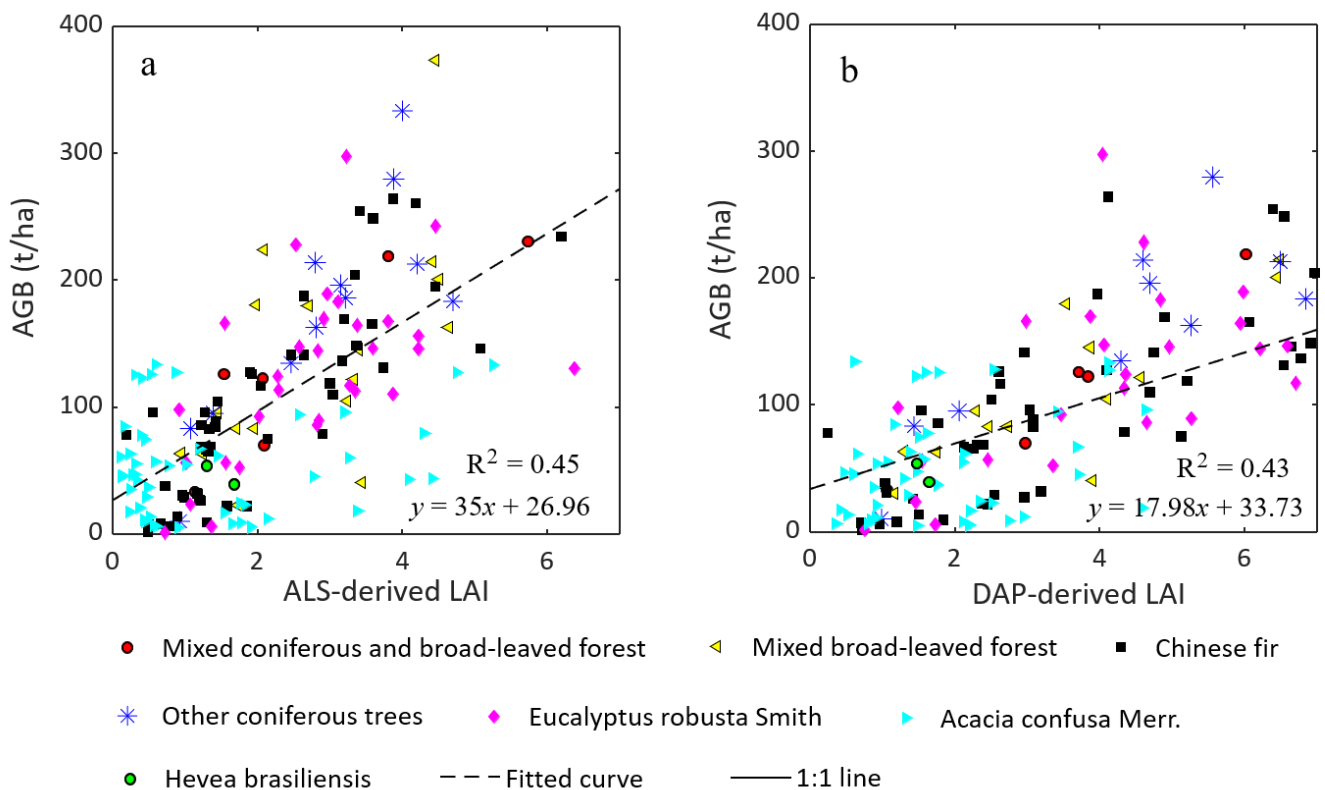 a
AGB (t/ha)
400
300
200
100
0
R² = 0.45
y = 35x + 26.96
0 2 4 6
ALS-derived LAI
b
AGB (t/ha)
400
300
200
100
0
R² = 0.43
y = 17.98x + 33.73
0 2 4 6
DAP-derived LAI
Mixed coniferous and broad-leaved forest Mixed broad-leaved forest Chinese fir
Other coniferous trees Eucalyptus robusta Smith Acacia confusa Merr.
Hevea brasiliensis Fitted curve 1:1 line